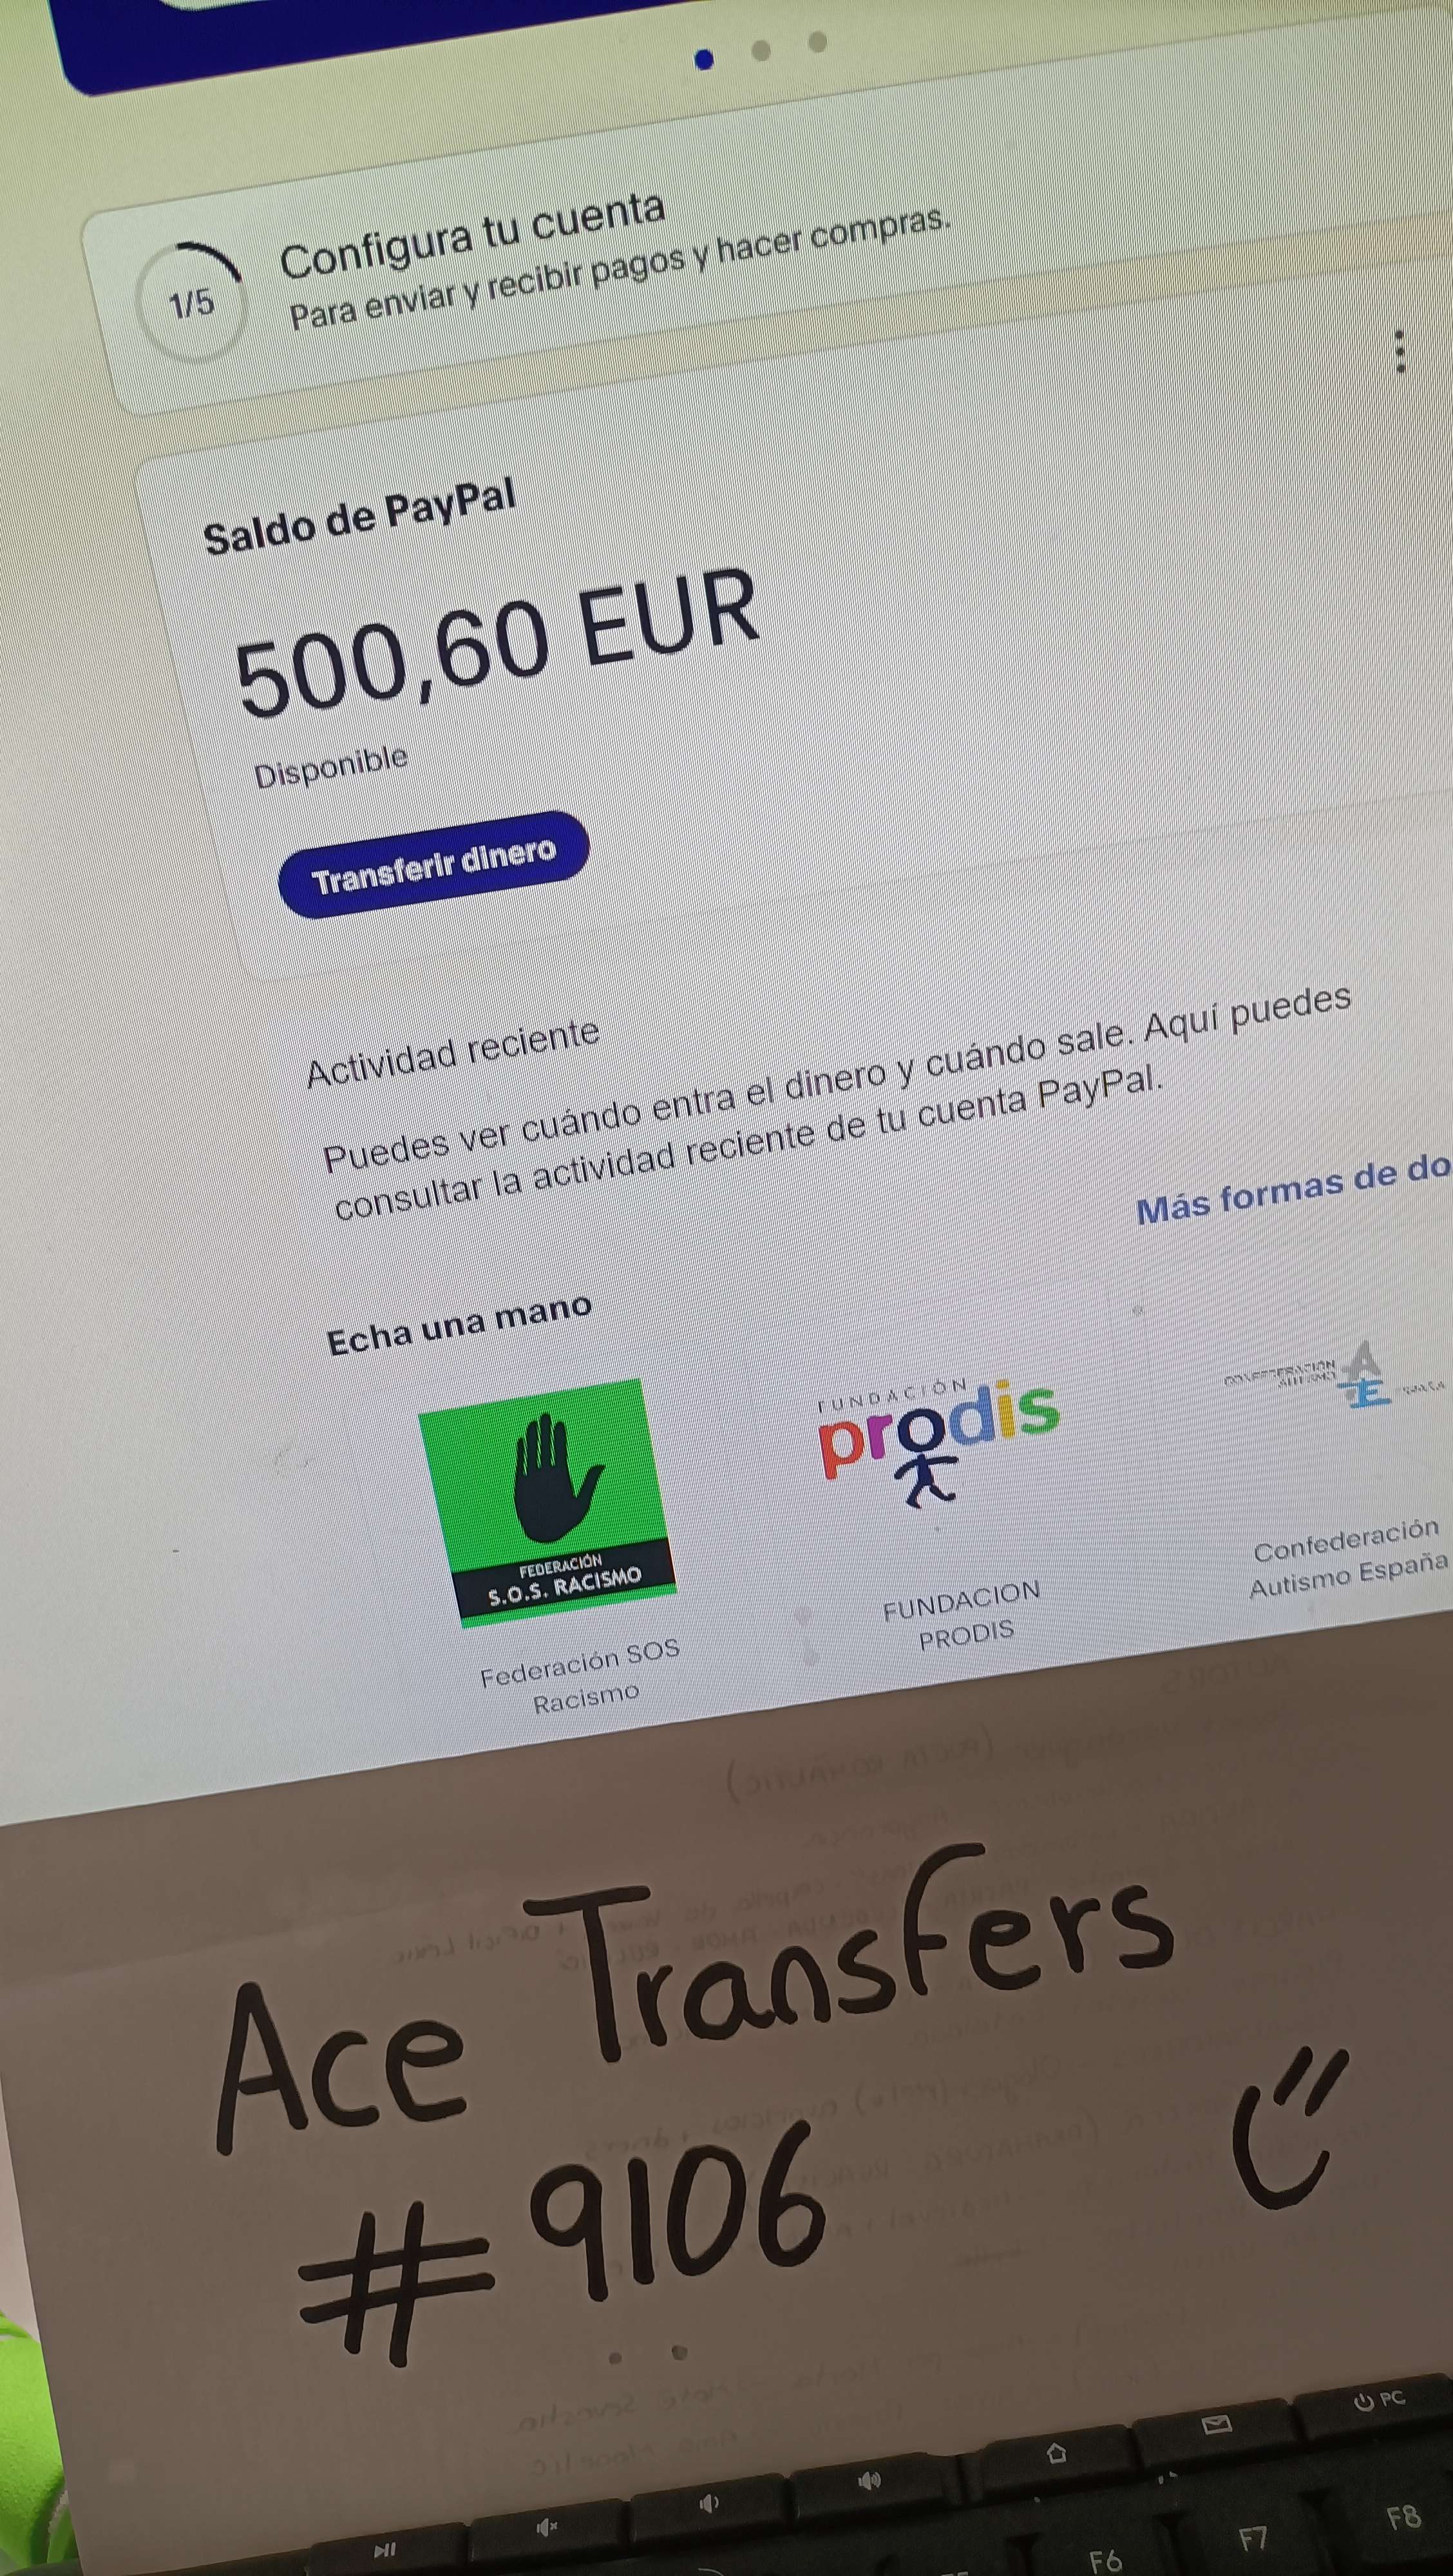 1/5
Configura tu cuenta
Para enviar y recibir pagos y hacer compras.
Saldo de PayPal
500,60 EUR
Disponible
Transferir dinero
Actividad reciente
Puedes ver cuándo entra el dinero y cuándo sale. Aquí puedes
consultar la actividad reciente de tu cuenta PayPal.
Más formas de do
Echa una mano
FEDERACIÓN
S.O.S. RACISMO
Federación SOS
Racismo
FUNDACIÓN
prodis
FUNDACION
PRODIS
Confederación
Autismo España
Ace Transfers
#9106
PC
F6
F7
F8